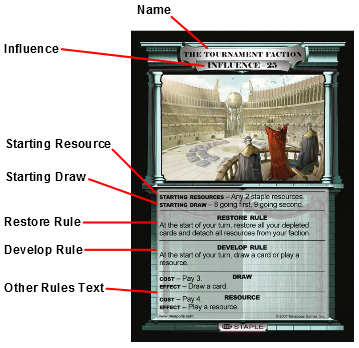 Name
THE TOURNAMENT FACTION
Influence
INFLUENCE 25
Starting Resource
STARTING RESOURCES – Any 2 staple resources.
Starting Draw
STARTING DRAW – 8 going first, 9 going second.
Restore Rule
RESTORE RULE
At the start of your turn, restore all your depleted
cards and detach all resources from your faction.
Develop Rule
DEVELOP RULE
At the start of your turn, draw a card or play a
resource.
Other Rules Text
DRAW
COST – Pay 3.
EFFECT – Draw a card.
RESOURCE
COST – Pay 4.
EFFECT – Play a resource.
STAPLE